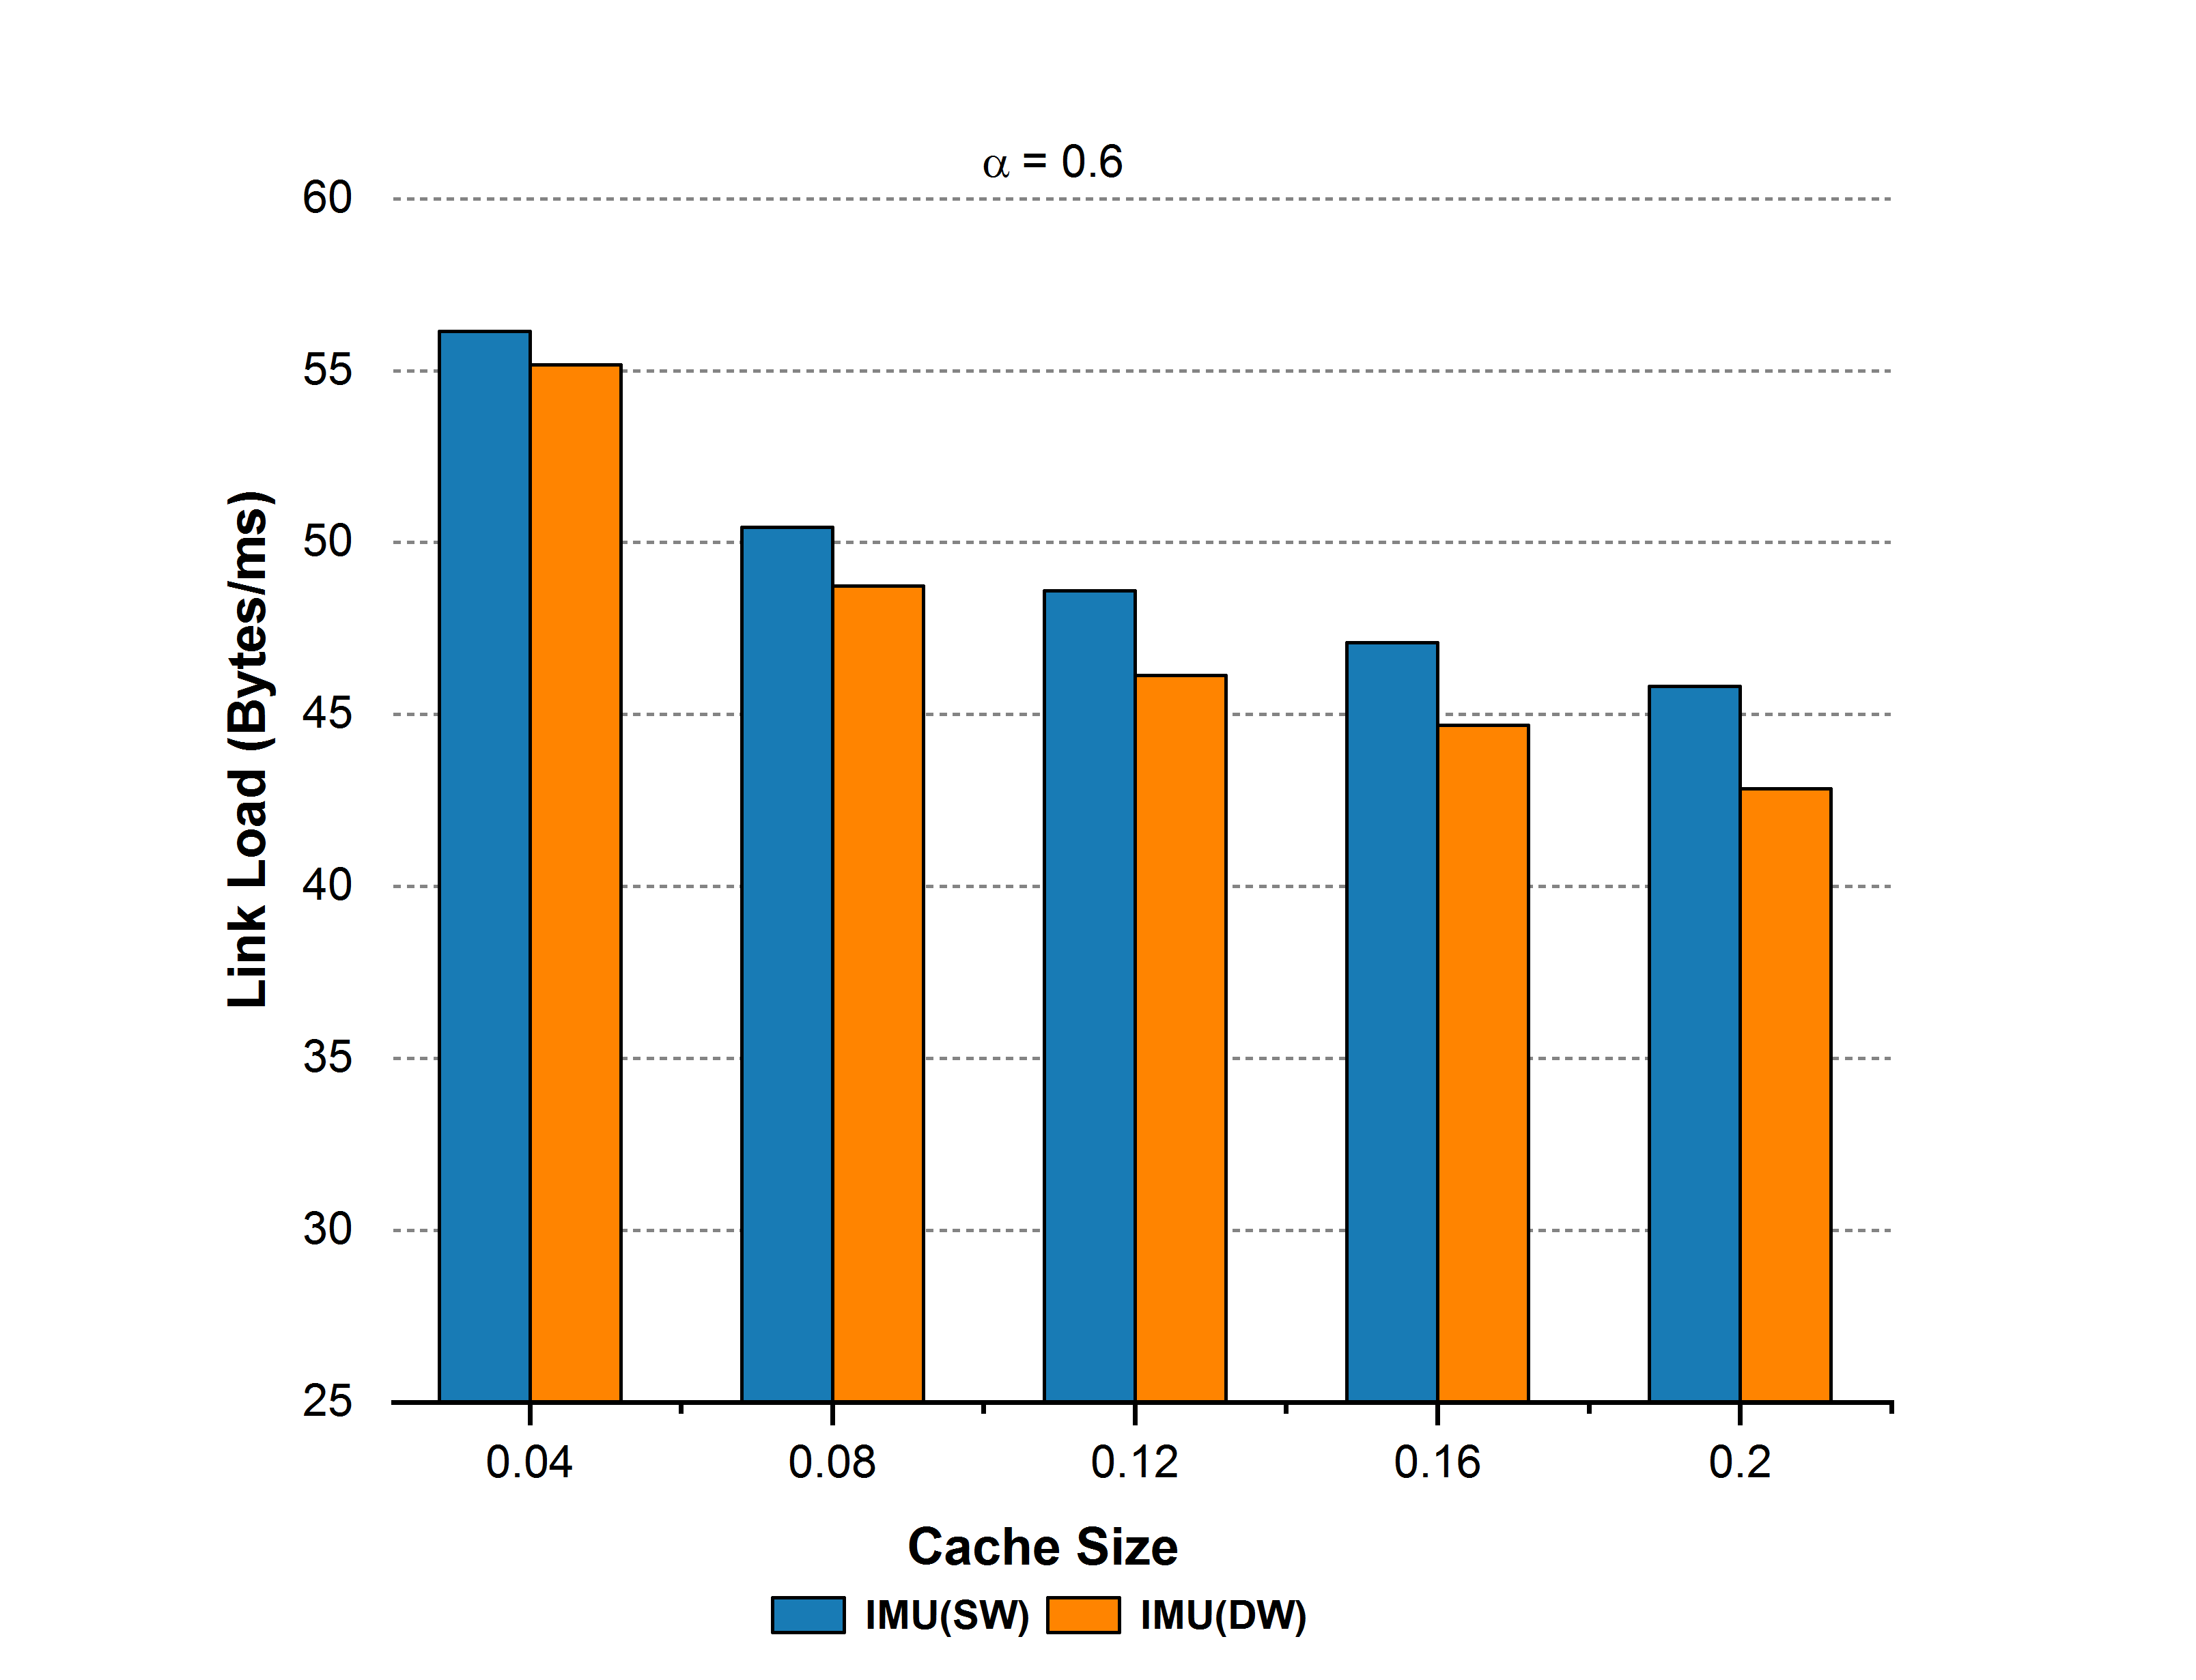 α = 0.6
60
55
50
45
40
35
30
25
Link Load (Bytes/ms)
0.04 0.08 0.12 0.16 0.2
Cache Size
IMU(SW) IMU(DW)